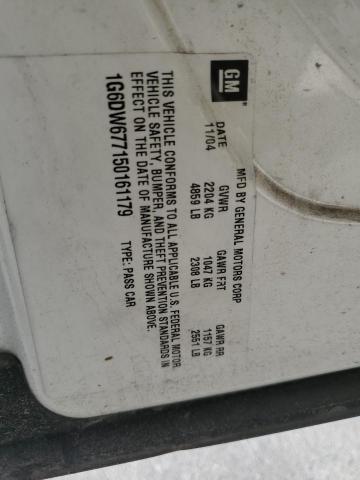 GM
MFD BY GENERAL MOTORS CORP
DATE GVWR GAWR FRT GAWR RR
11/04 2204 KG 1047 KG 1157 KG
4859 LB 2308 LB 2551 LB
THIS VEHICLE CONFORMS TO ALL APPLICABLE U.S. FEDERAL MOTOR
VEHICLE SAFETY, BUMPER, AND THEFT PREVENTION STANDARDS IN
EFFECT ON THE DATE OF MANUFACTURE SHOWN ABOVE.
1G6DW677150161179 TYPE: PASS CAR